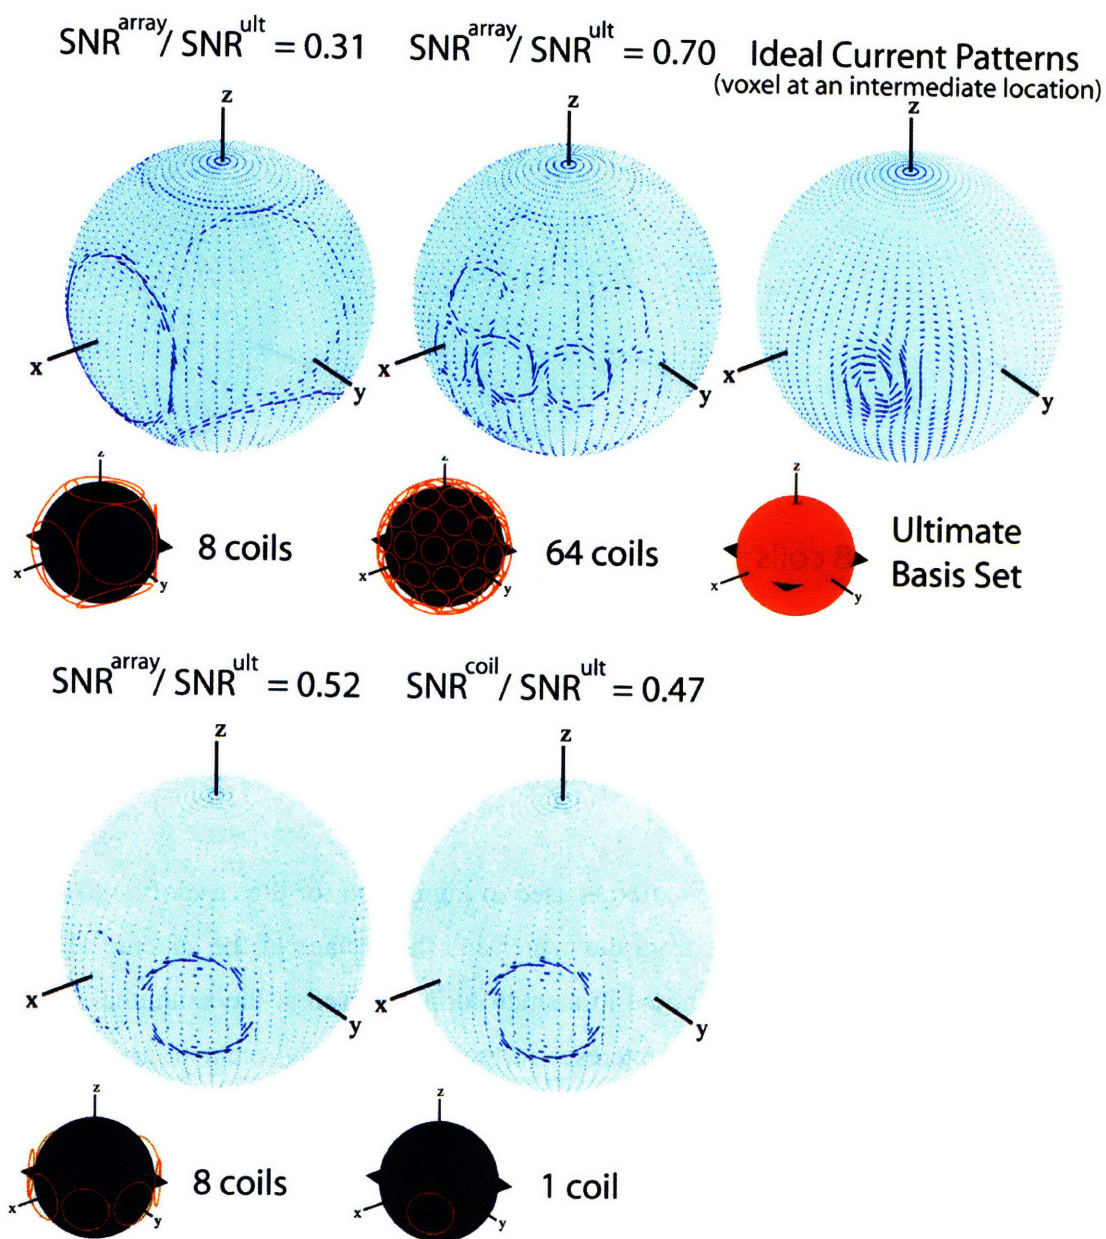 SNR^array/ SNR^ult = 0.31
SNR^array/ SNR^ult = 0.70
Ideal Current Patterns
(voxel at an intermediate location)
z
z
z
x
y
x
y
x
y
z
z
z
8 coils
64 coils
Ultimate
Basis Set
x
y
x
y
x
y
SNR^array/ SNR^ult = 0.52
SNR^coil/ SNR^ult = 0.47
z
z
x
y
x
y
z
z
8 coils
1 coil
x
y
x
y